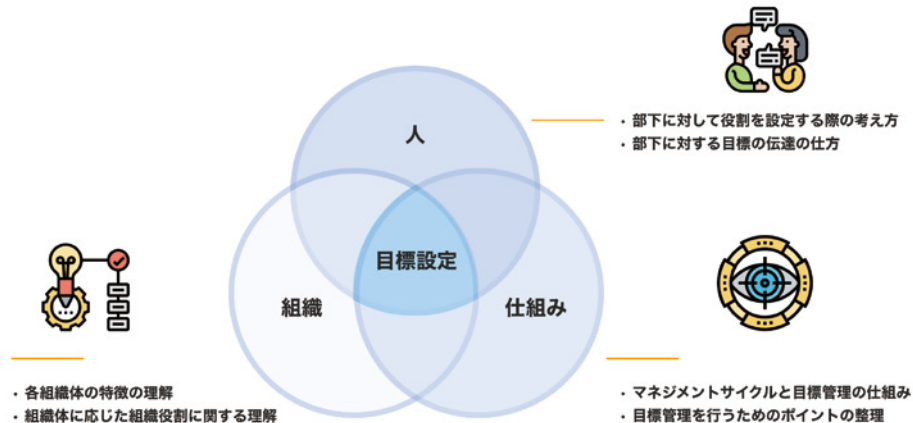 人
・部下に対して役割を設定する際の考え方
・部下に対する目標の伝達の仕方
目標設定
組織
仕組み
・各組織体の特徴の理解
・組織体に応じた組織役割に関する理解
・マネジメントサイクルと目標管理の仕組み
・目標管理を行うためのポイントの整理